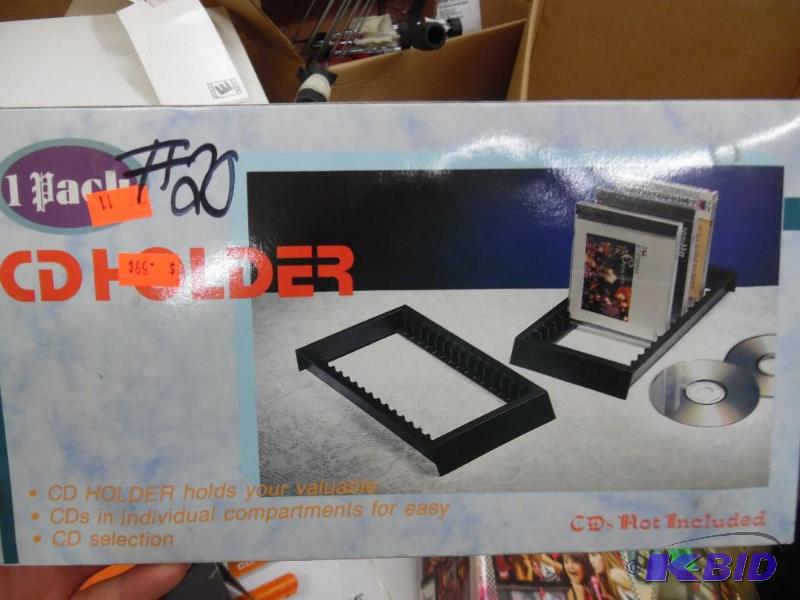 1 Pack
#20
11
CD HOLDER
$ .59¢
• CD HOLDER holds your valuable
• CDs in individual compartments for easy
• CD selection
CDs Not Included
K-BID